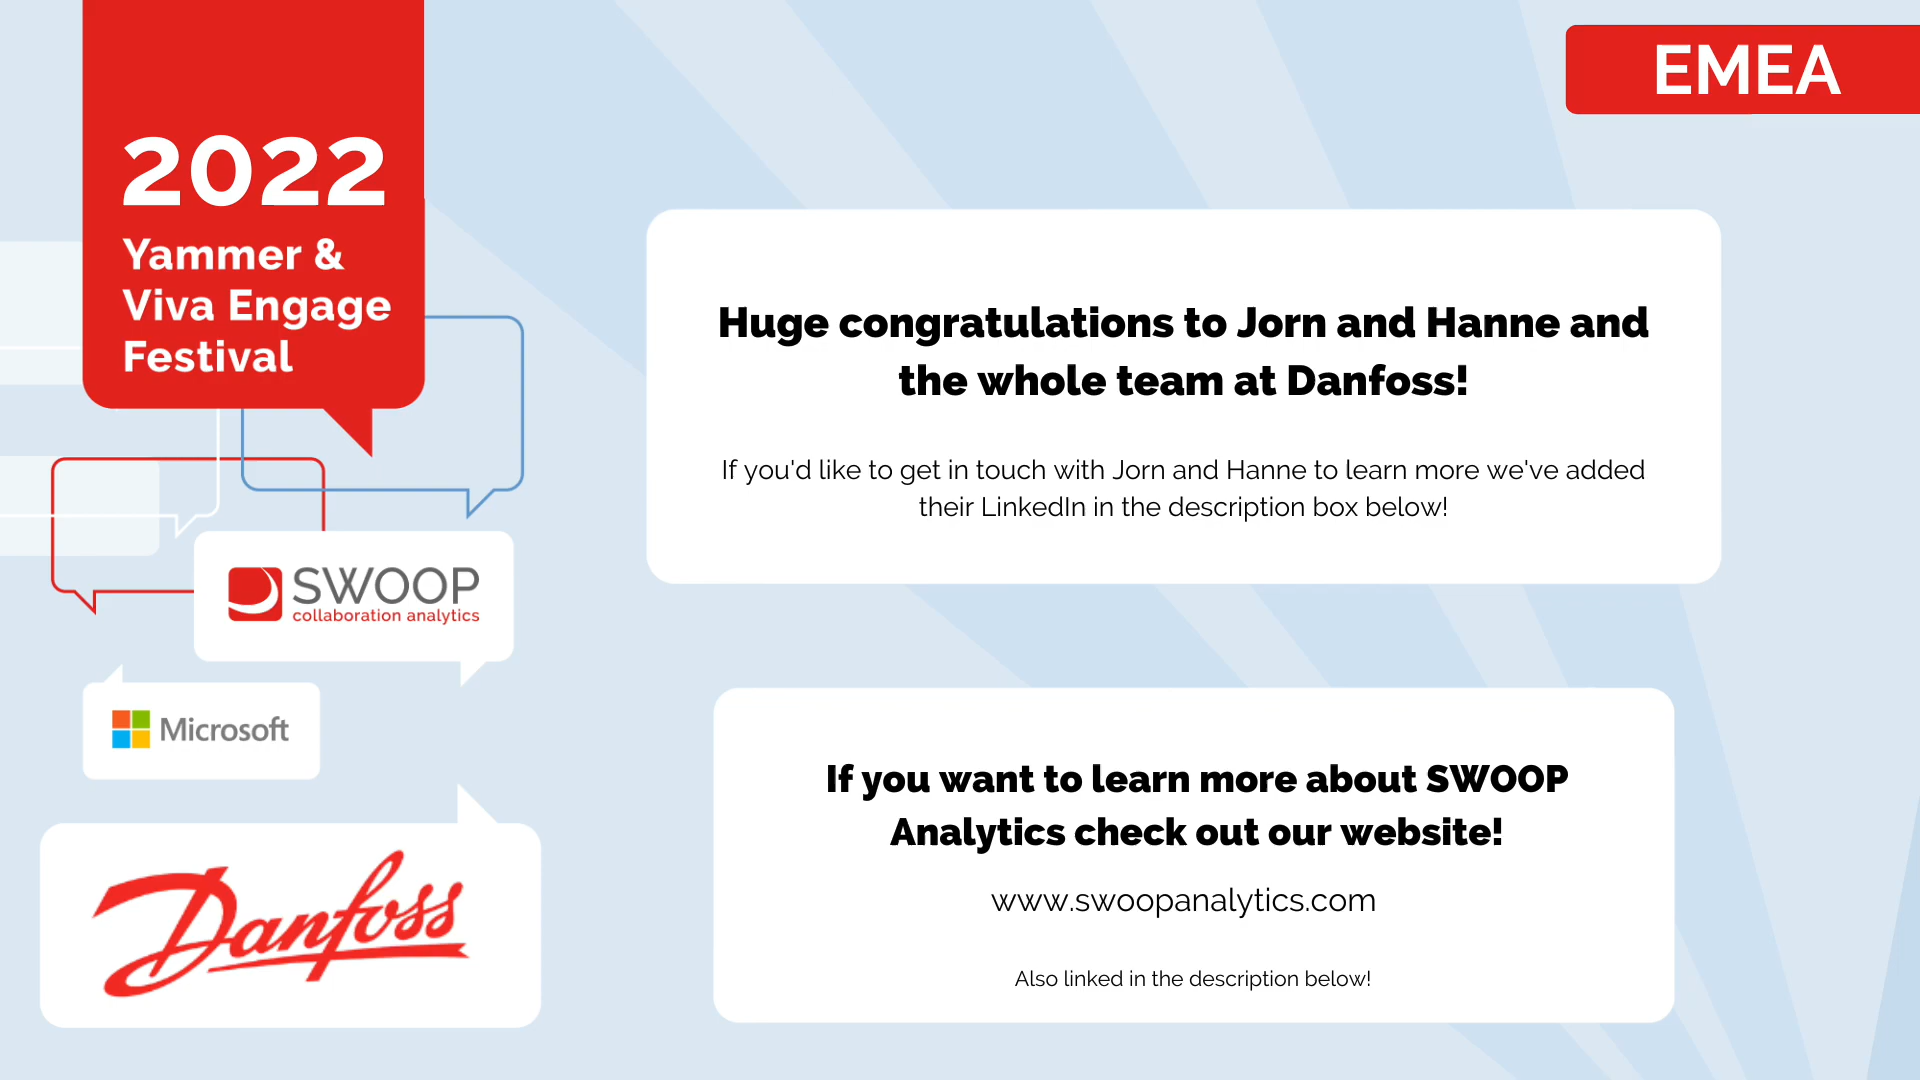 EMEA
2022
Yammer &
Viva Engage
Festival
Huge congratulations to Jorn and Hanne and
the whole team at Danfoss!
If you'd like to get in touch with Jorn and Hanne to learn more we've added
their LinkedIn in the description box below!
SWOOP
collaboration analytics
Microsoft
Danfoss
If you want to learn more about SWOOP
Analytics check out our website!
www.swoopanalytics.com
Also linked in the description below!